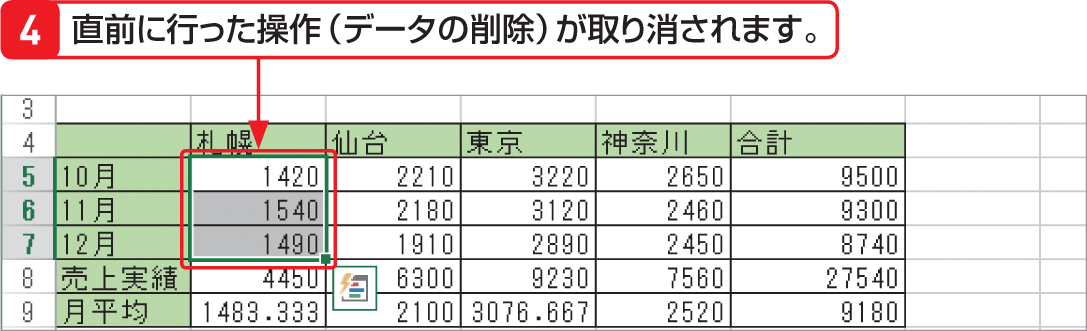 4 直前に行った操作（データの削除）が取り消されます。
3
4 札幌 仙台 東京 神奈川 合計
5 10月 1420 2210 3220 2650 9500
6 11月 1540 2180 3120 2460 9300
7 12月 1490 1910 2890 2450 8740
8 売上実績 4450 6300 9230 7560 27540
9 月平均 1483.333 2100 3076.667 2520 9180